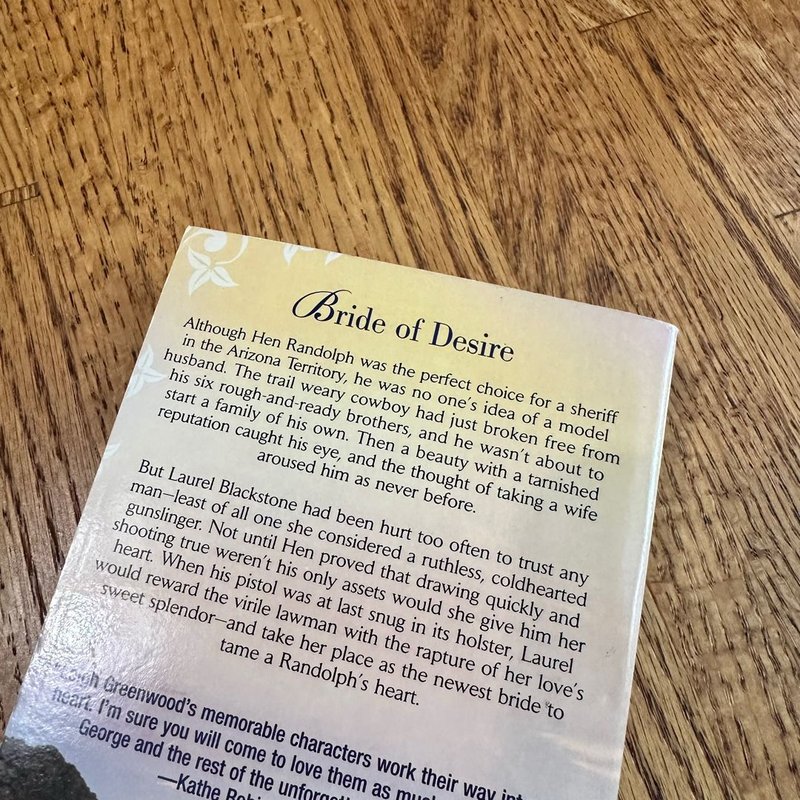 Bride of Desire
Although Hen Randolph was the perfect choice for a sheriff
in the Arizona Territory, he was no one's idea of a model
husband. The trail weary cowboy had just broken free from
his six rough-and-ready brothers, and he wasn't about to
start a family of his own. Then a beauty with a tarnished
reputation caught his eye, and the thought of taking a wife
aroused him as never before.
But Laurel Blackstone had been hurt too often to trust any
man—least of all one she considered a ruthless, coldhearted
gunslinger. Not until Hen proved that drawing quickly and
shooting true weren't his only assets would she give him her
heart. When his pistol was at last snug in its holster, Laurel
would reward the virile lawman with the rapture of her love's
sweet splendor—and take her place as the newest bride to
tame a Randolph's heart.
Greenwood's memorable characters work their way
heart. I'm sure you will come to love them as
George and the rest of the
—Kathe